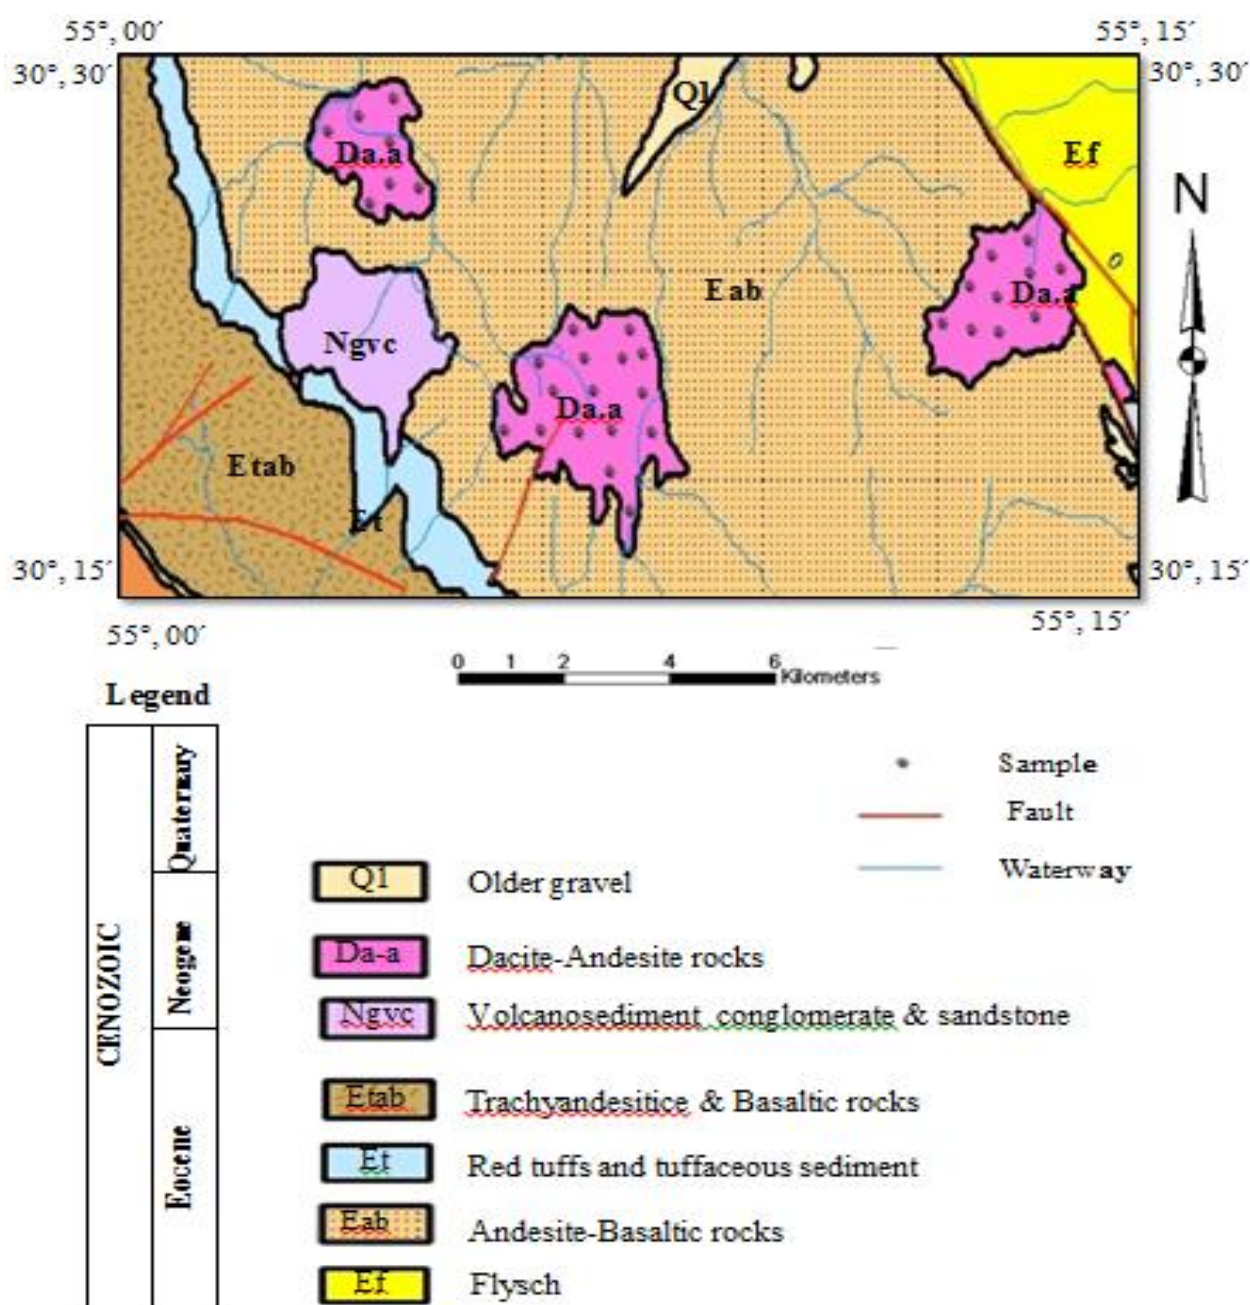 55°, 00′
55°, 15′
30°, 30′
30°, 30′
Q1
Da.a
Ef
N
Da.a
Eab
Ngvc
Da.a
Etab
Et
30°, 15′
30°, 15′
55°, 00′
55°, 15′
0 1 2 4 6
Kilometers
Legend
CENOZOIC
Quaternary
Neogene
Eocene
Sample
Fault
Waterway
Q1 Older gravel
Da-a Dacite-Andesite rocks
Ngvc Volcanosediment conglomerate & sandstone
Etab Trachyandesitice & Basaltic rocks
Et Red tuffs and tuffaceous sediment
Eab Andesite-Basaltic rocks
Ef Flysch